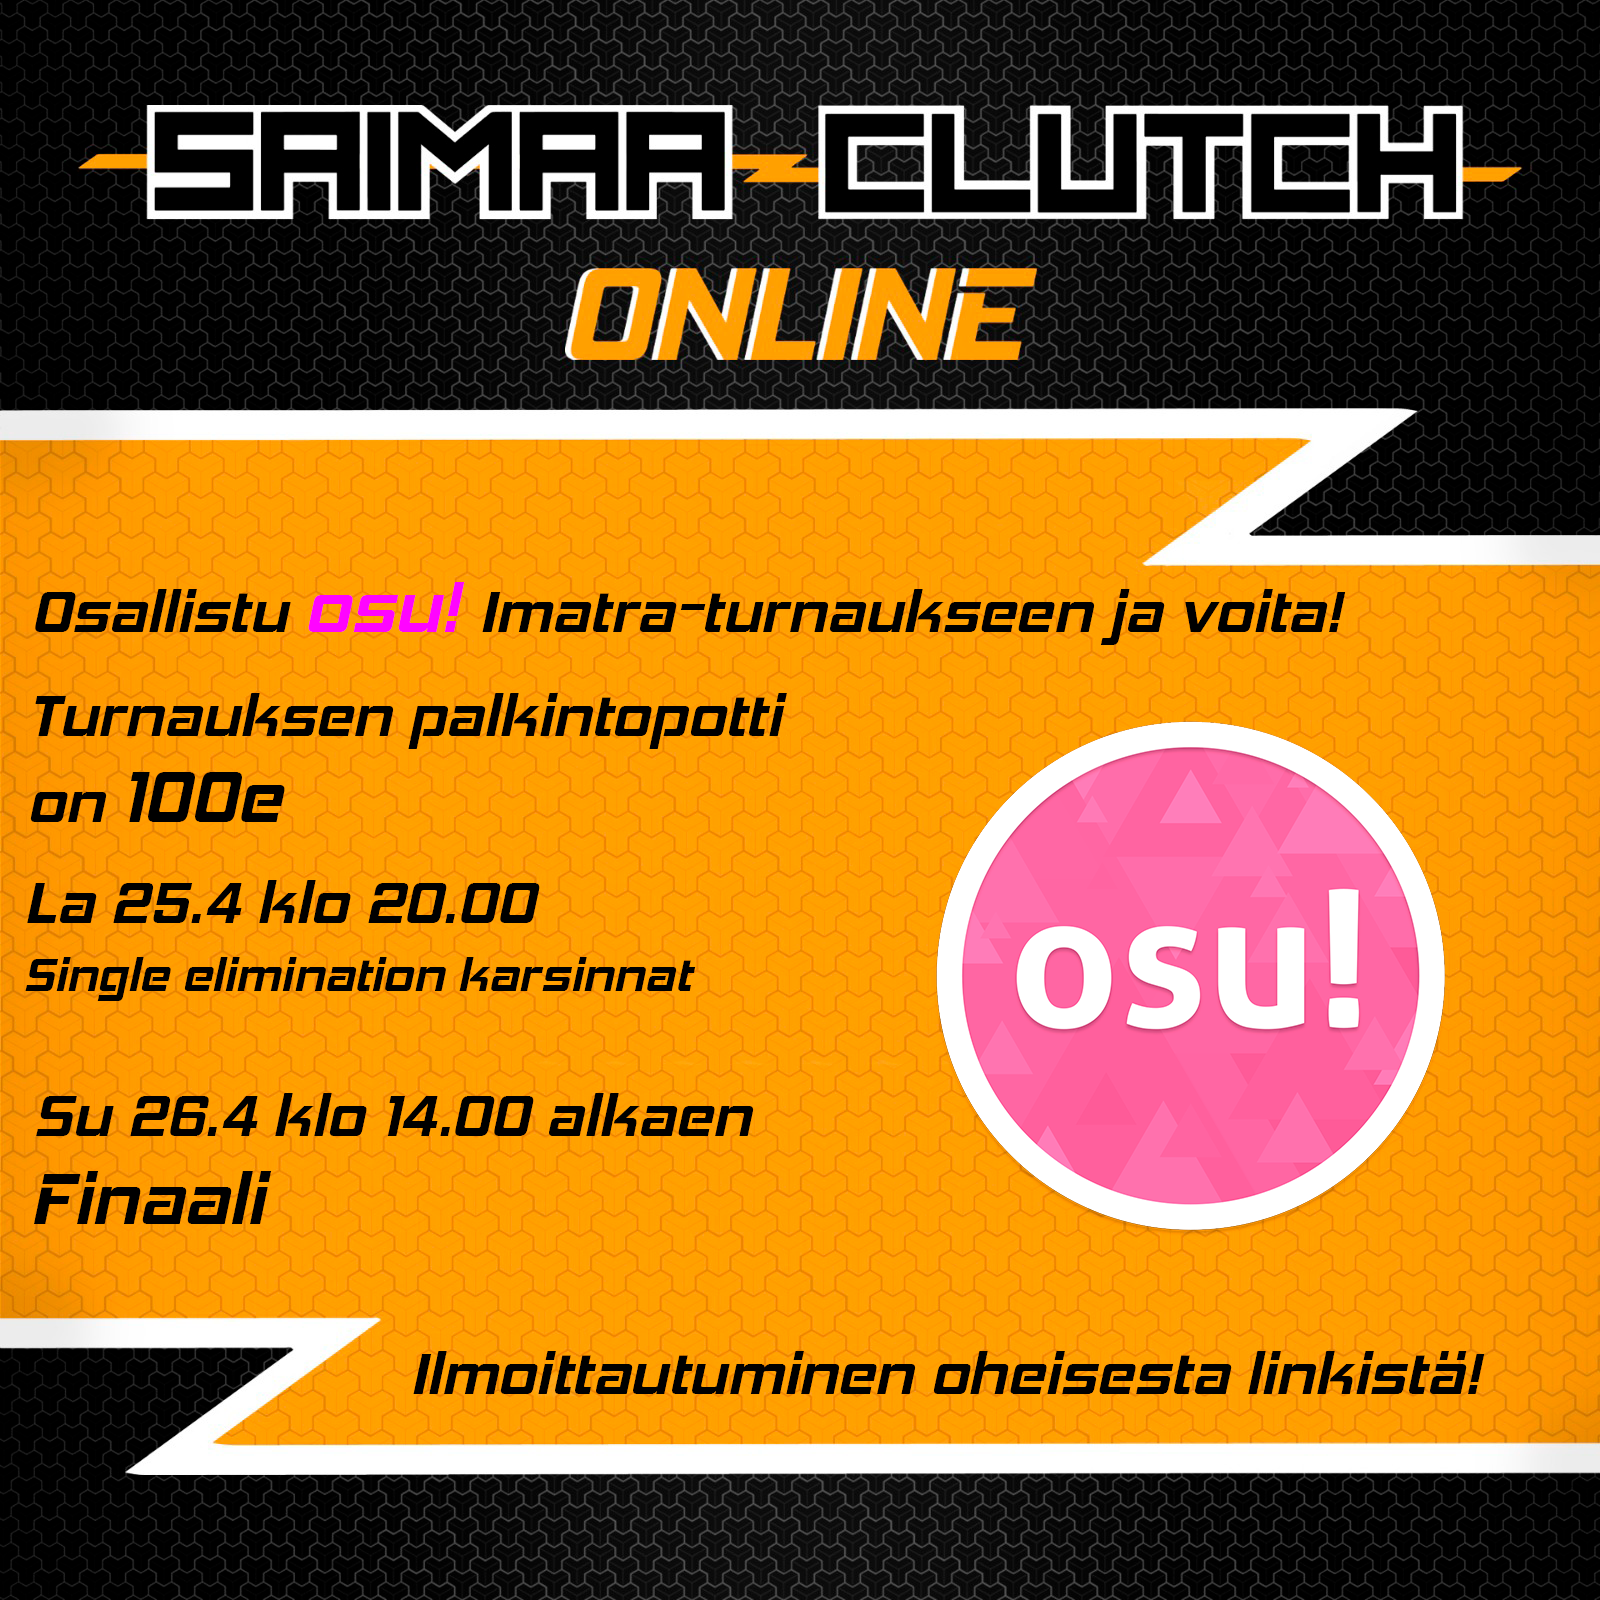 SAIMAA CLUTCH
ONLINE
Osallistu osu! Imatra-turnaukseen ja voita!
Turnauksen palkintopotti
on 100e
La 25.4 klo 20.00
Single elimination karsinnat
osu!
Su 26.4 klo 14.00 alkaen
Finaali
Ilmoittautuminen oheisesta linkistä!